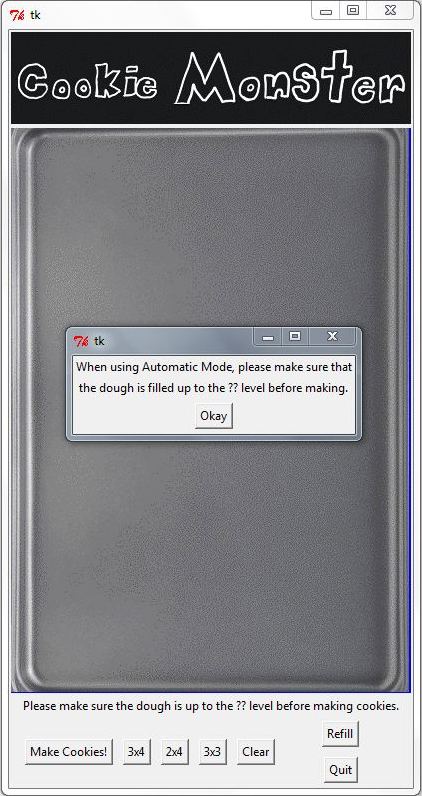 tk
Cookie Monster
tk
When using Automatic Mode, please make sure that
the dough is filled up to the ?? level before making.
Okay
Please make sure the dough is up to the ?? level before making cookies.
Refill
Make Cookies! 3x4 2x4 3x3 Clear
Quit